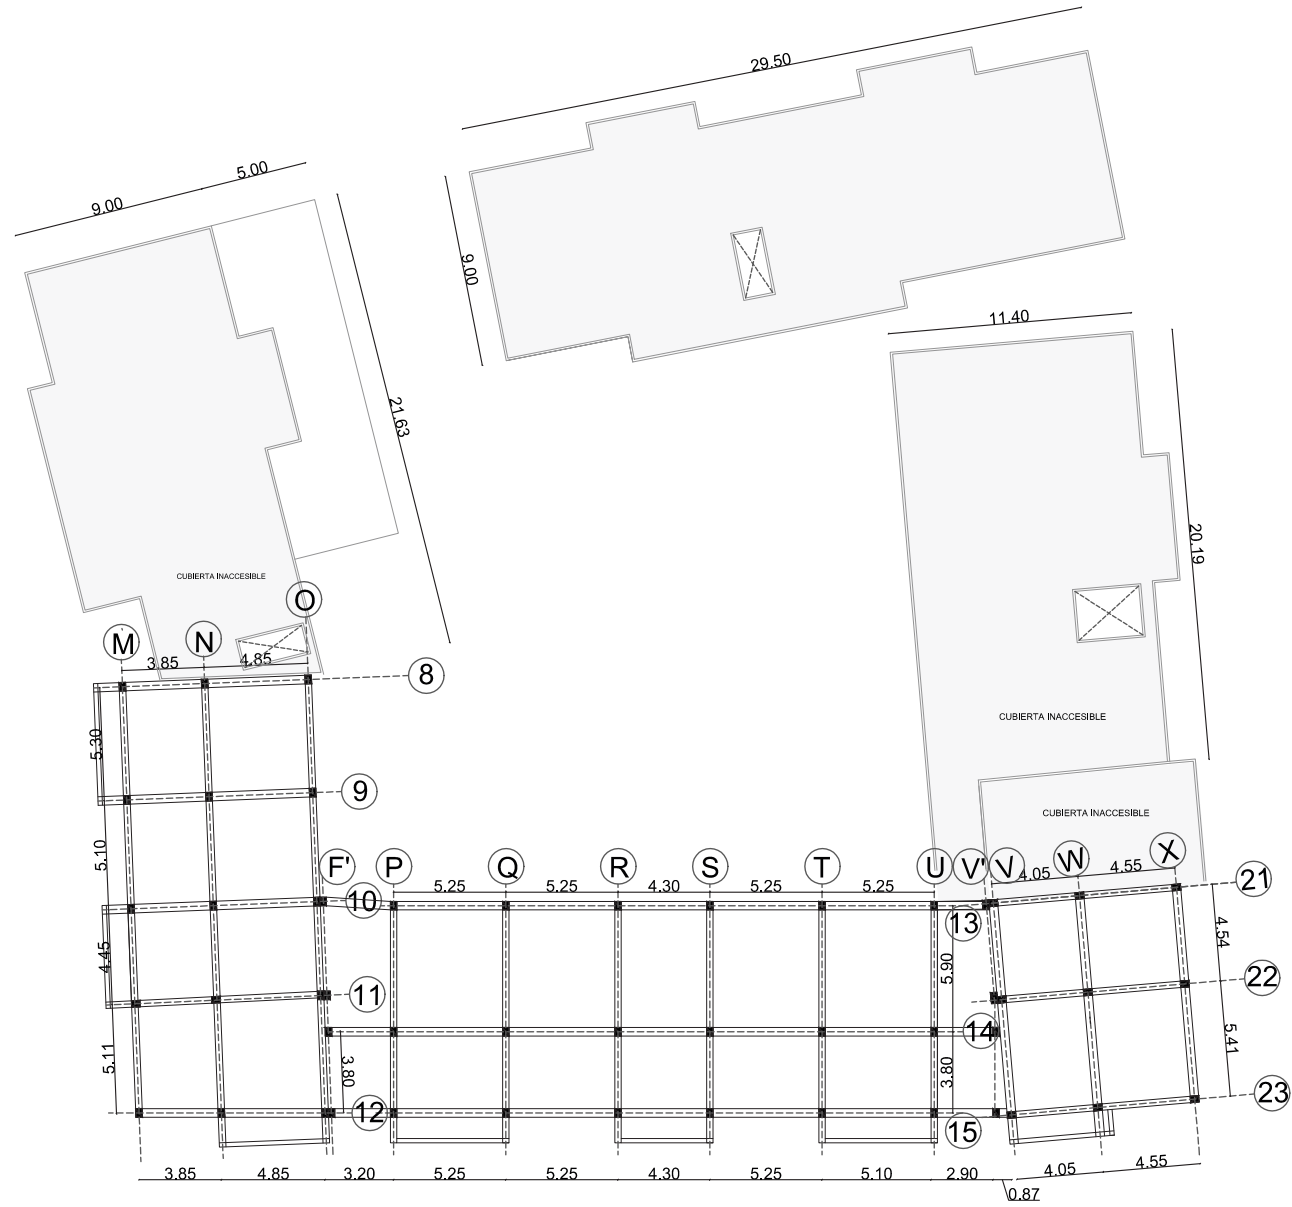 29.50
5.00
9.00
9.00
11.40
21.63
20.19
CUBIERTA INACCESIBLE
O
M
N
3.85
4.85
8
CUBIERTA INACCESIBLE
5.30
9
CUBIERTA INACCESIBLE
5.10
F'
P
Q
R
S
T
U
V'
V
W
X
5.25
5.25
4.30
5.25
5.25
4.05
4.55
21
10
13
4.54
4.45
5.90
11
22
14
5.11
3.80
3.80
5.41
12
15
23
3.85
4.85
3.20
5.25
5.25
4.30
5.25
5.10
2.90
4.05
4.55
0.87